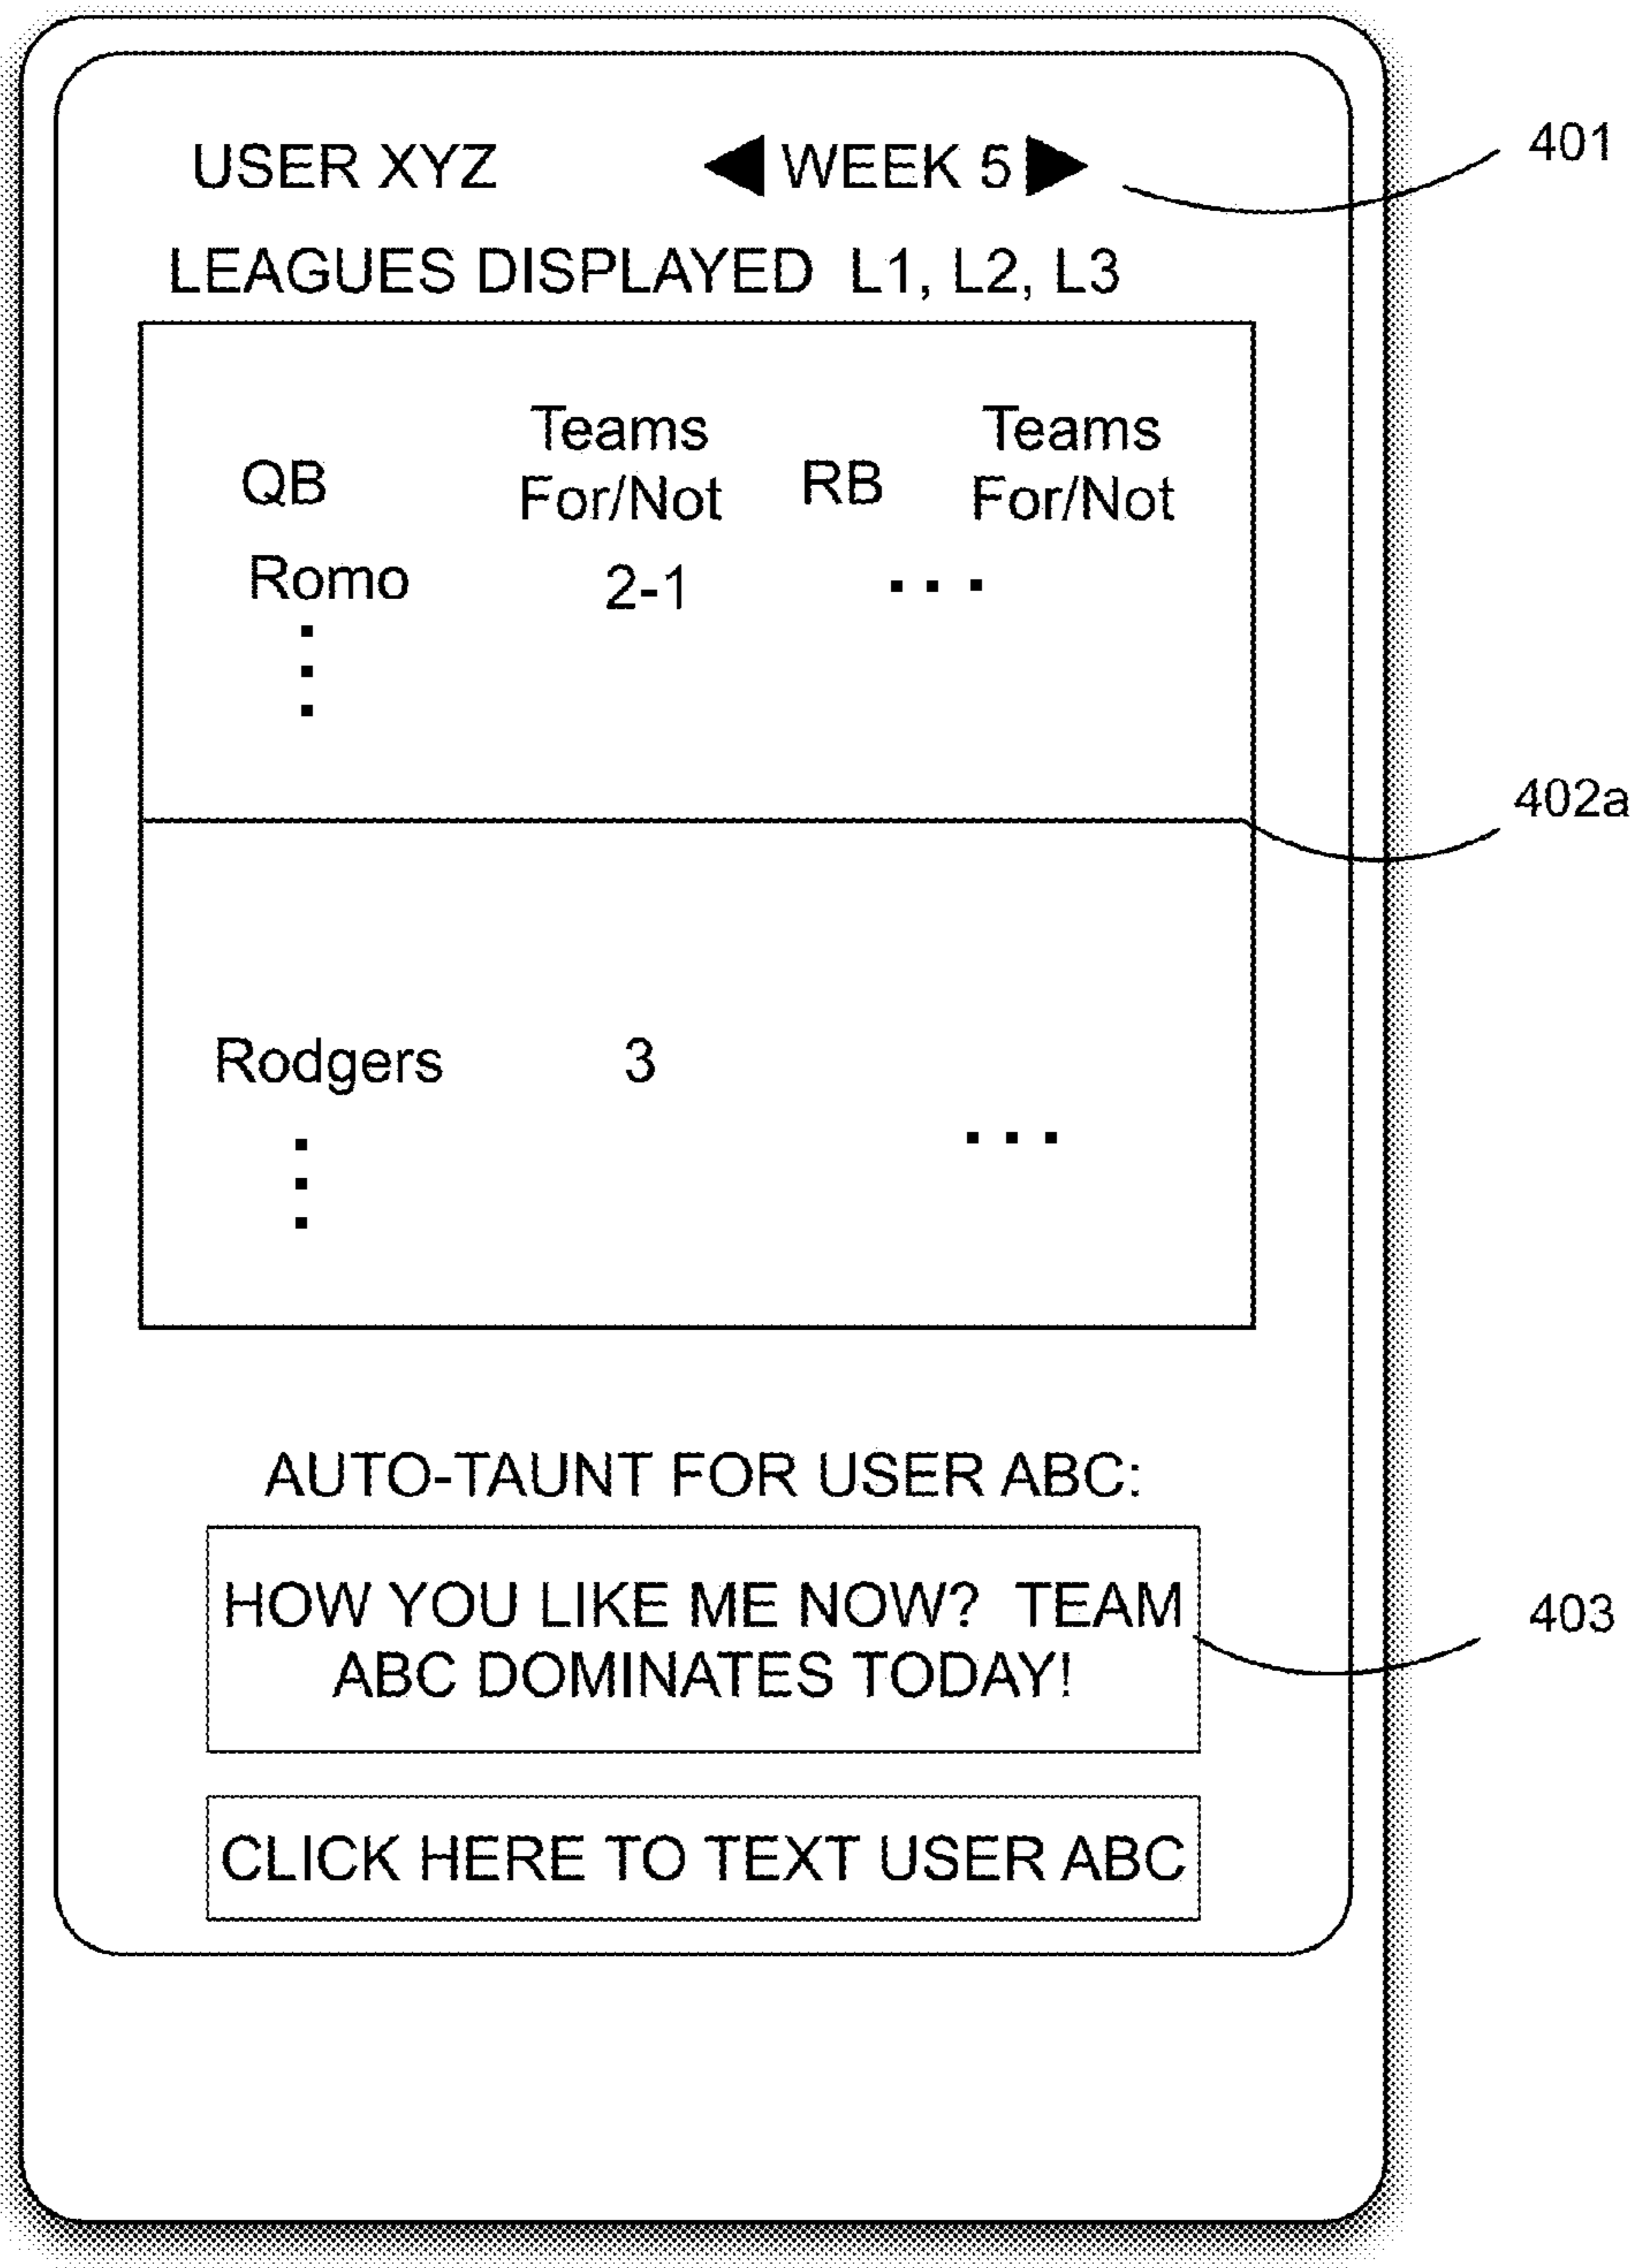 USER XYZ ◀ WEEK 5 ▶
401
LEAGUES DISPLAYED L1, L2, L3
Teams Teams
QB For/Not RB For/Not
Romo 2-1 ...
402a
Rodgers 3
...
AUTO-TAUNT FOR USER ABC:
HOW YOU LIKE ME NOW? TEAM
ABC DOMINATES TODAY!
403
CLICK HERE TO TEXT USER ABC